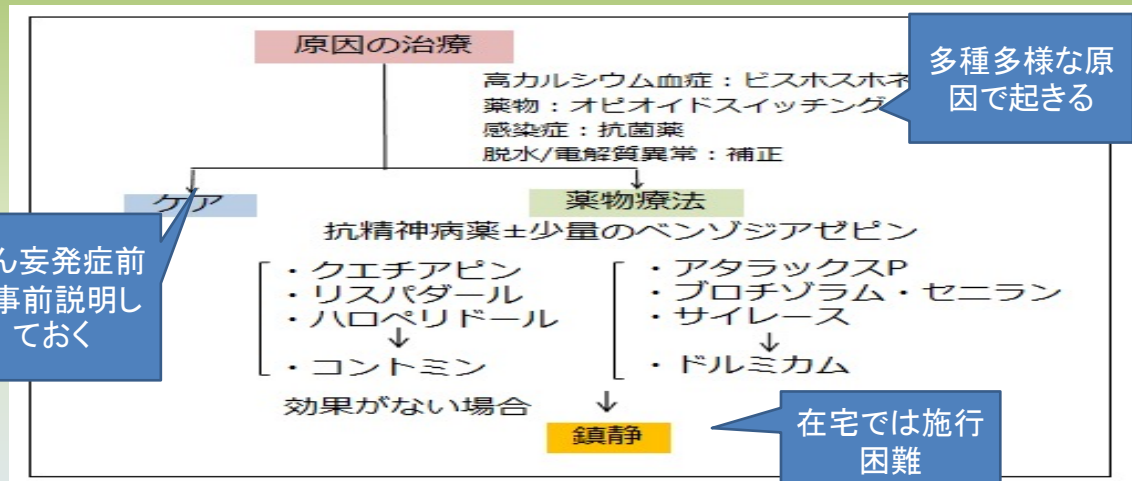 原因の治療
多種多様な原
因で起きる
高カルシウム血症：ビスホスホネ
薬物：オピオイドスイッチング
感染症：抗菌薬
脱水/電解質異常：補正
ケア
薬物療法
抗精神病薬±少量のベンゾジアゼピン
ん妄発症前
事前説明し
ておく
・クエチアピン
・リスパダール
・ハロペリドール
↓
・コントミン
・アタラックスP
・ブロチゾラム・セニラン
・サイレース
↓
・ドルミカム
効果がない場合 ↓
鎮静
在宅では施行
困難